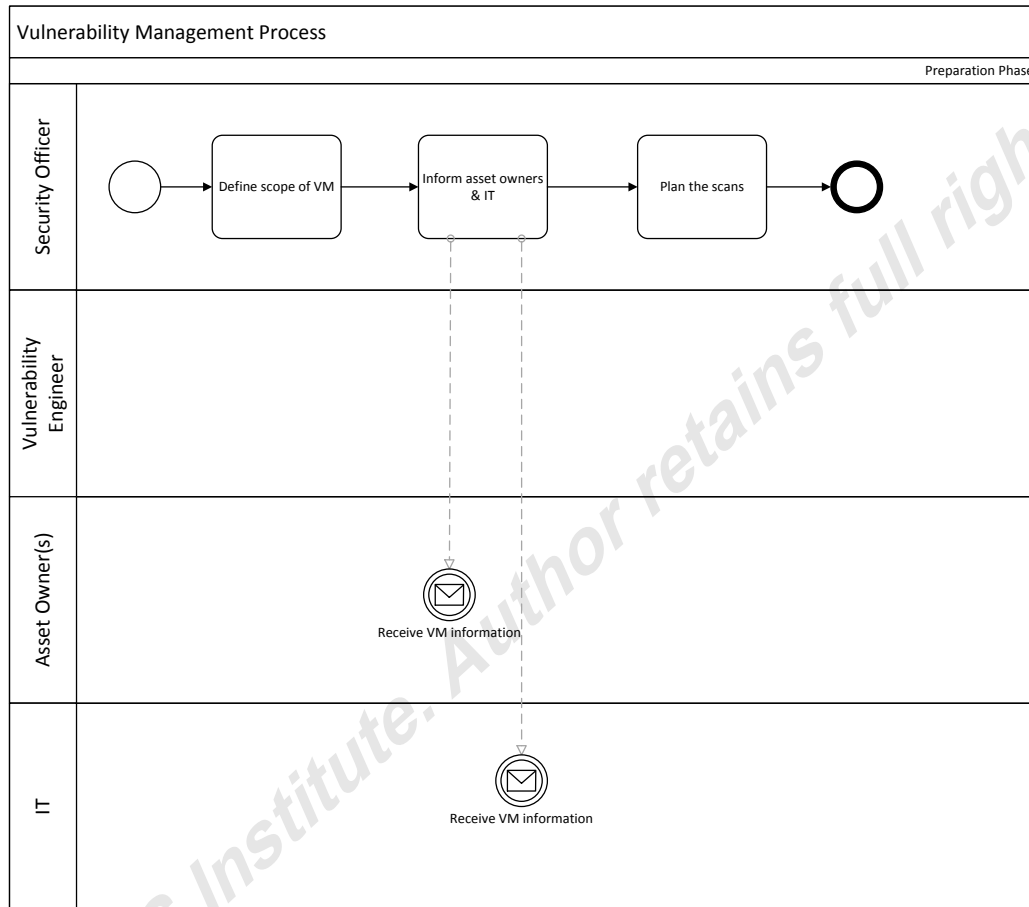 Vulnerability Management Process
Preparation Phase
Security Officer
Define scope of VM
Inform asset owners
& IT
Plan the scans
Vulnerability
Engineer
Asset Owner(s)
Receive VM information
IT
Receive VM information
Institute. Author retains full